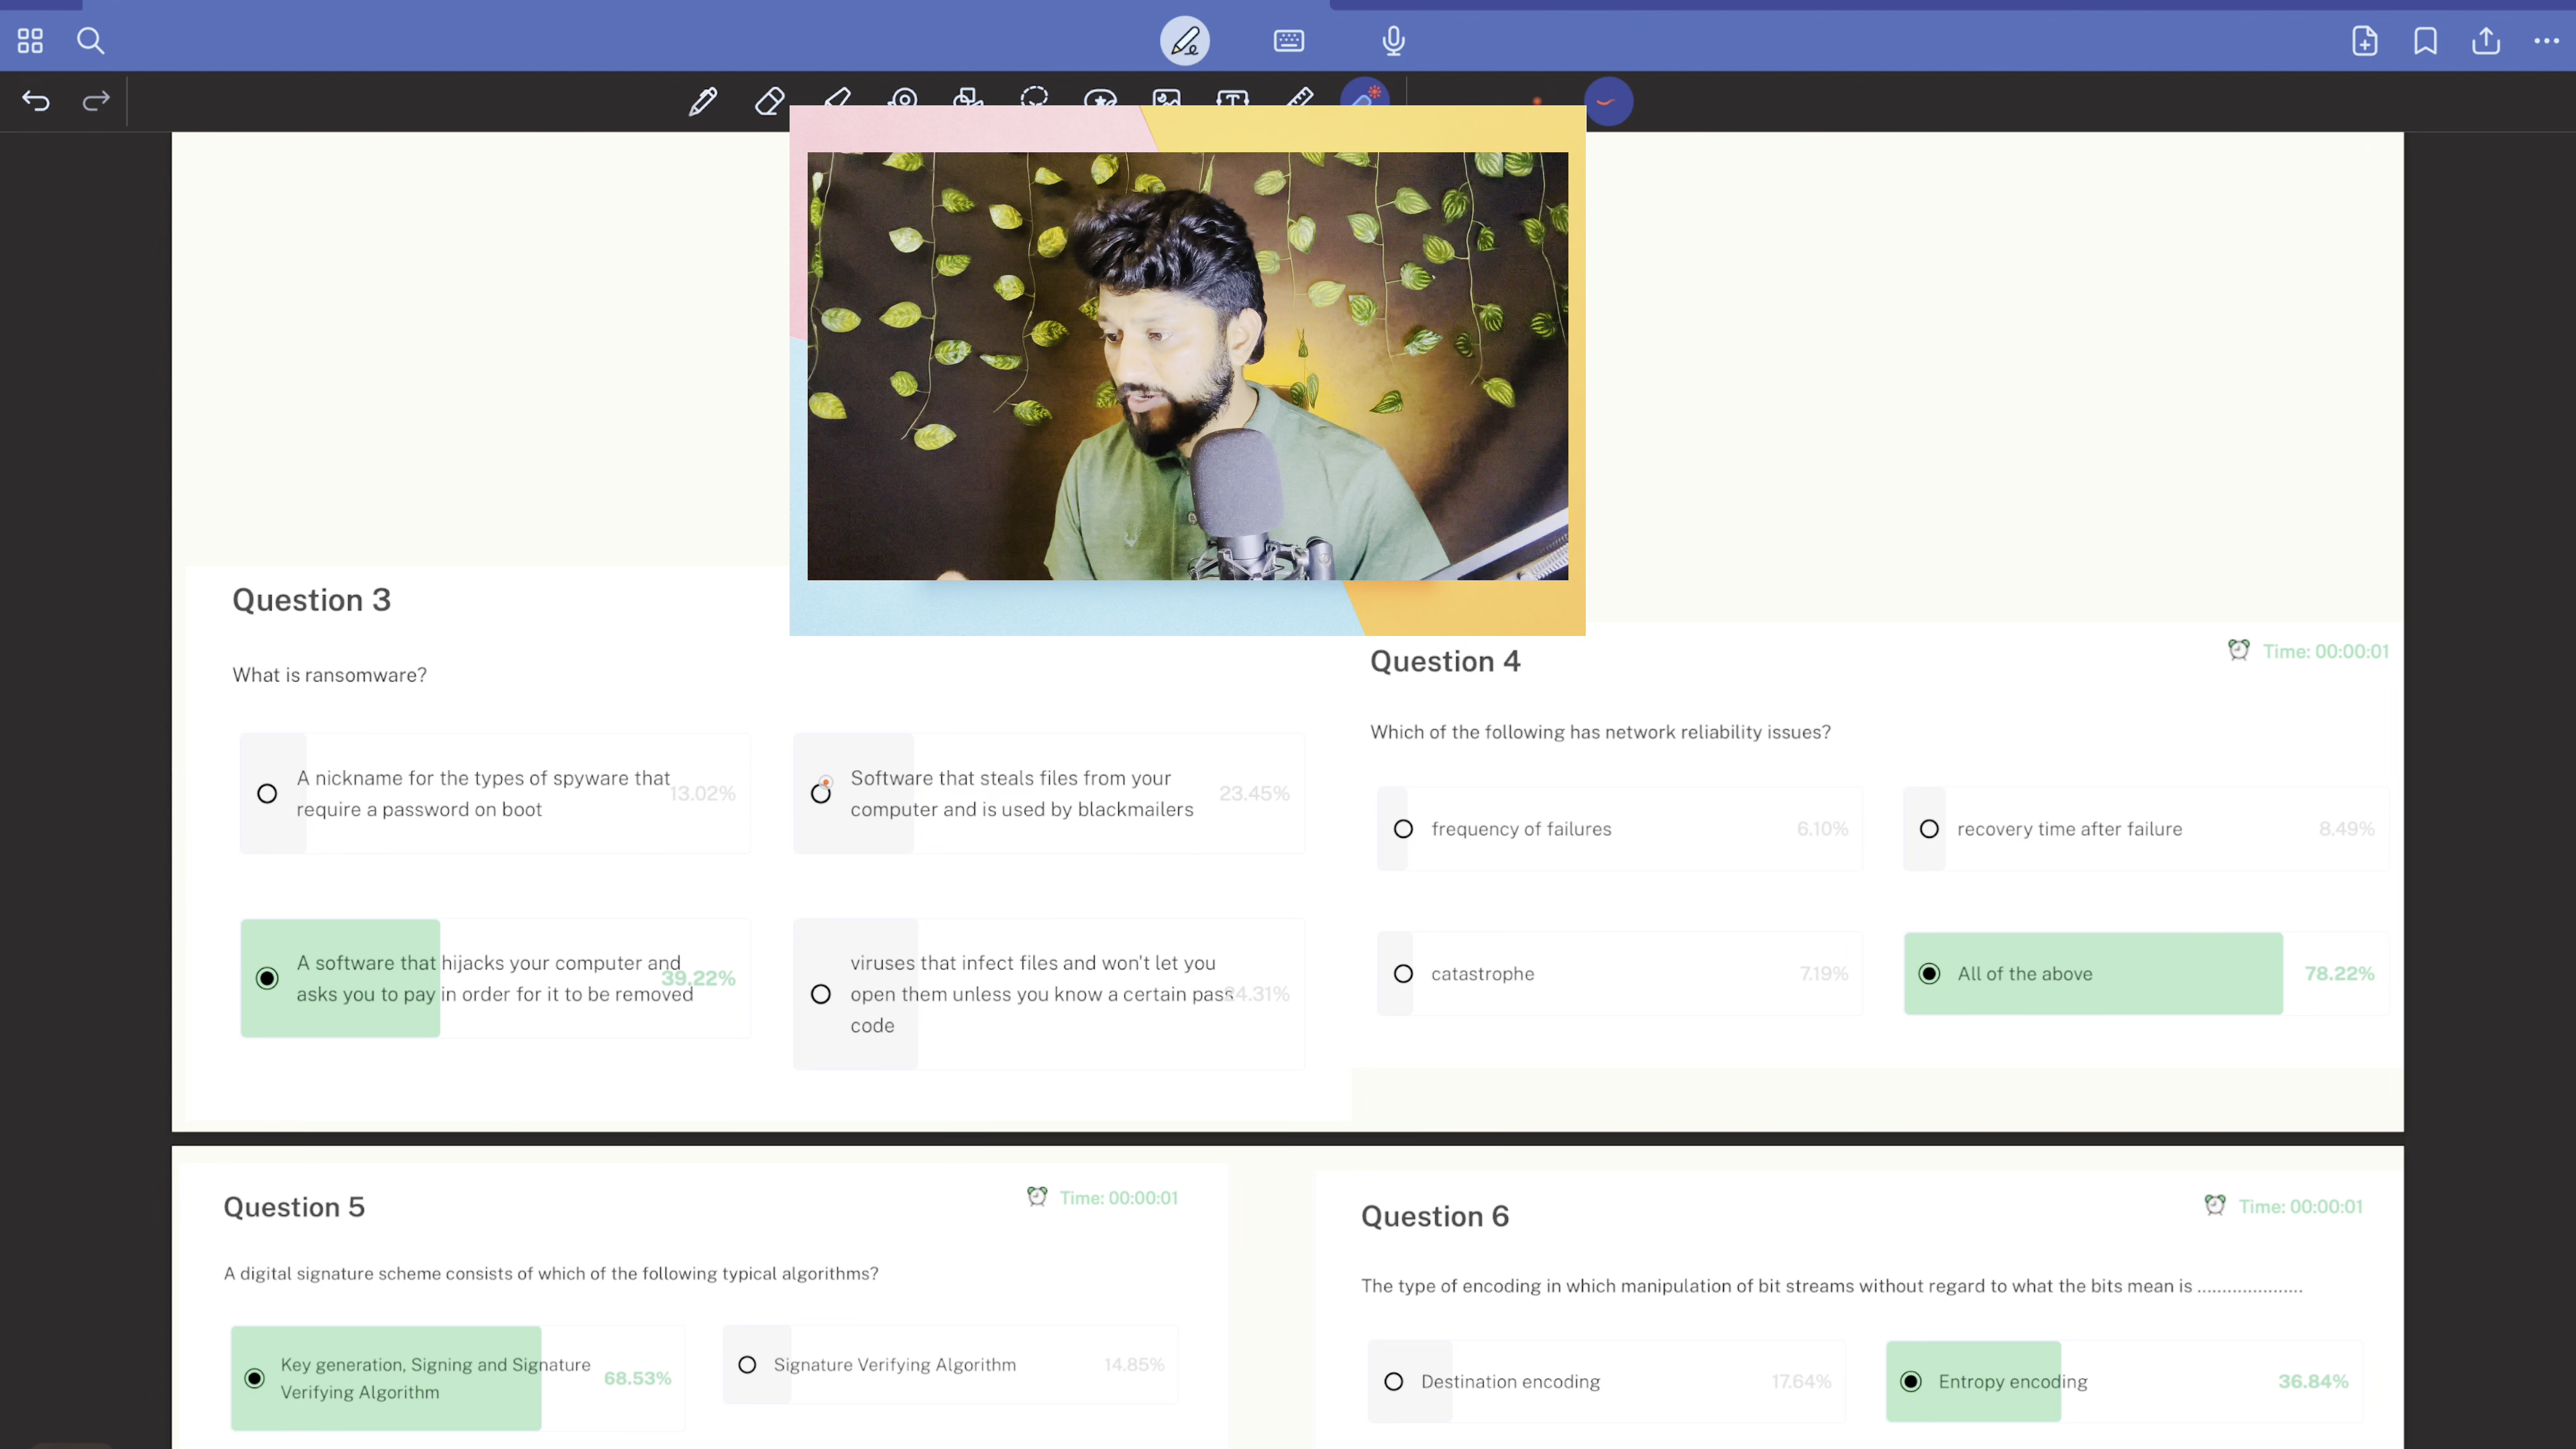 Question 3
What is ransomware?
A nickname for the types of spyware that
require a password on boot
13.02%
Software that steals files from your
computer and is used by blackmailers
23.45%
A software that hijacks your computer and
asks you to pay in order for it to be removed
39.22%
viruses that infect files and won't let you
open them unless you know a certain pass
code
24.31%
Question 4
Time: 00:00:01
Which of the following has network reliability issues?
frequency of failures
6.10%
recovery time after failure
8.49%
catastrophe
7.19%
All of the above
78.22%
Question 5
Time: 00:00:01
A digital signature scheme consists of which of the following typical algorithms?
Key generation, Signing and Signature
Verifying Algorithm
68.53%
Signature Verifying Algorithm
14.85%
Question 6
Time: 00:00:01
The type of encoding in which manipulation of bit streams without regard to what the bits mean is .....................
Destination encoding
17.64%
Entropy encoding
36.84%